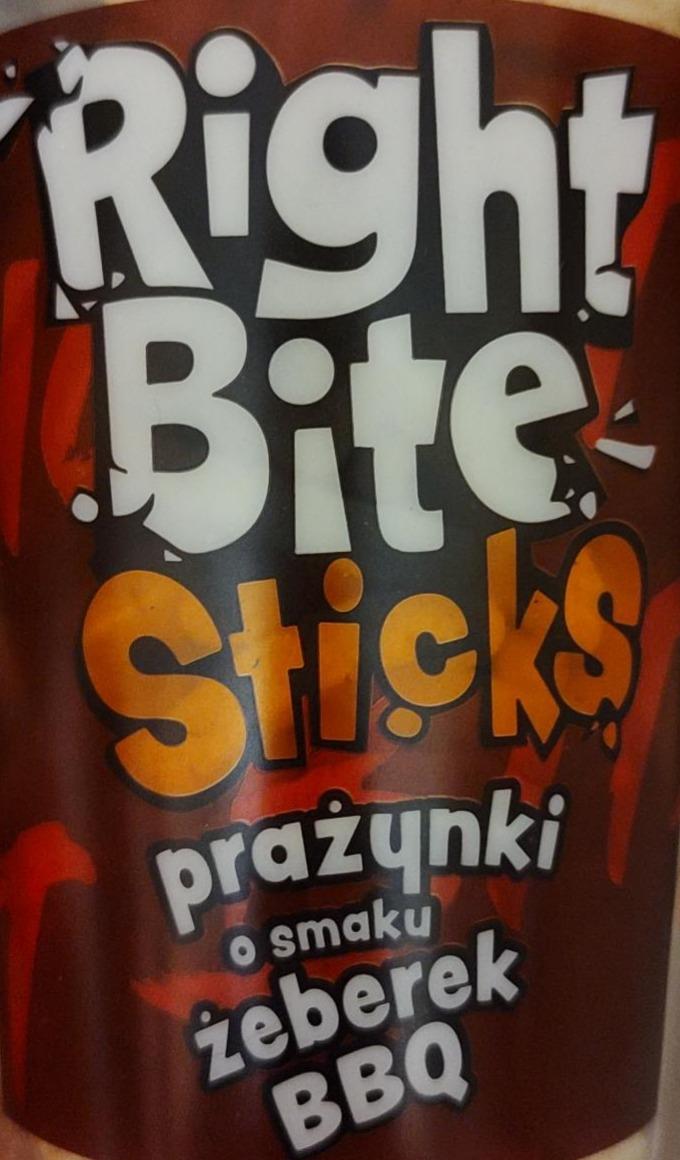 Right
Bite
Sticks
prażynki
o smaku
żeberek
BBQ